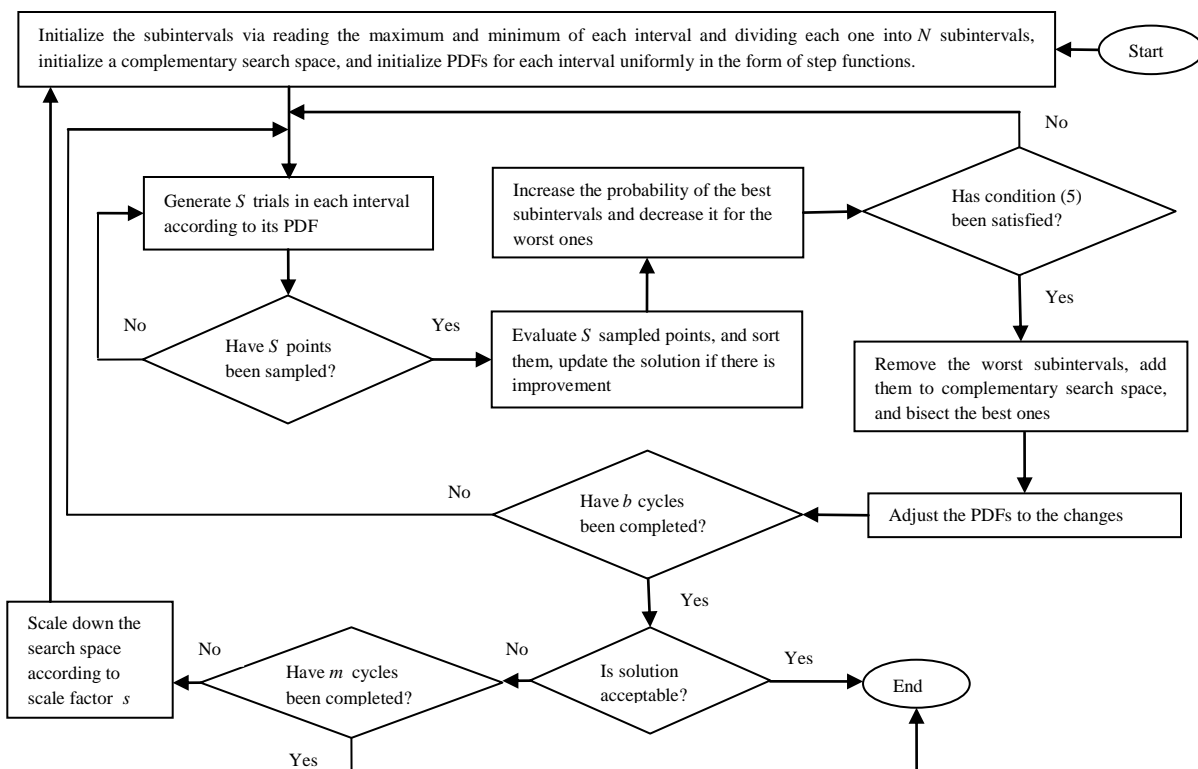 Initialize the subintervals via reading the maximum and minimum of each interval and dividing each one into N subintervals,
initialize a complementary search space, and initialize PDFs for each interval uniformly in the form of step functions.
Start
No
Generate S trials in each interval
according to its PDF
Increase the probability of the best
subintervals and decrease it for the
worst ones
Has condition (5)
been satisfied?
No
Yes
Yes
Have S points
been sampled?
Evaluate S sampled points, and sort
them, update the solution if there is
improvement
Remove the worst subintervals, add
them to complementary search space,
and bisect the best ones
No
Have b cycles
been completed?
Adjust the PDFs to the changes
Yes
Scale down the
search space
according to
scale factor s
No
Have m cycles
been completed?
No
Is solution
acceptable?
Yes
End
Yes